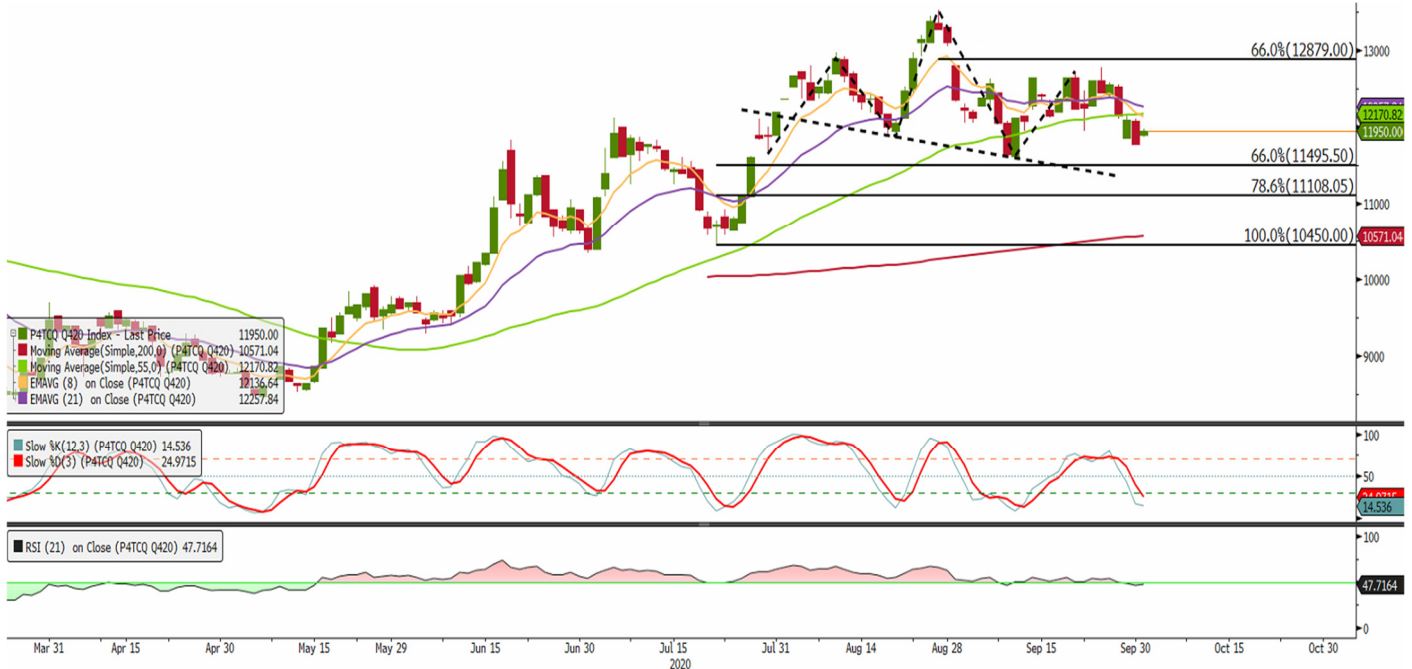 66.0%(12879.00)
13000
12170.82
11950.00
66.0%(11495.50)
78.6%(11108.05)
11000
100.0%(10450.00)
10571.04
10000
9000
P4TCQ Q420 Index - Last Price 11950.00
Moving Average(Simple,200,0) (P4TCQ Q420) 10571.04
Moving Average(Simple,55,0) (P4TCQ Q420) 12170.82
EMAVG (8) on Close (P4TCQ Q420) 12136.64
EMAVG (21) on Close (P4TCQ Q420) 12257.84
Slow %K(12,3) (P4TCQ Q420) 14.536
Slow %D(3) (P4TCQ Q420) 24.9715
100
50
24.9715
14.536
0
RSI (21) on Close (P4TCQ Q420) 47.7164
100
47.7164
0
Mar 31 Apr 15 Apr 30 May 15 May 29 Jun 15 Jun 30 Jul 15 Jul 31 Aug 14 Aug 28 Sep 15 Sep 30 Oct 15 Oct 30
2020